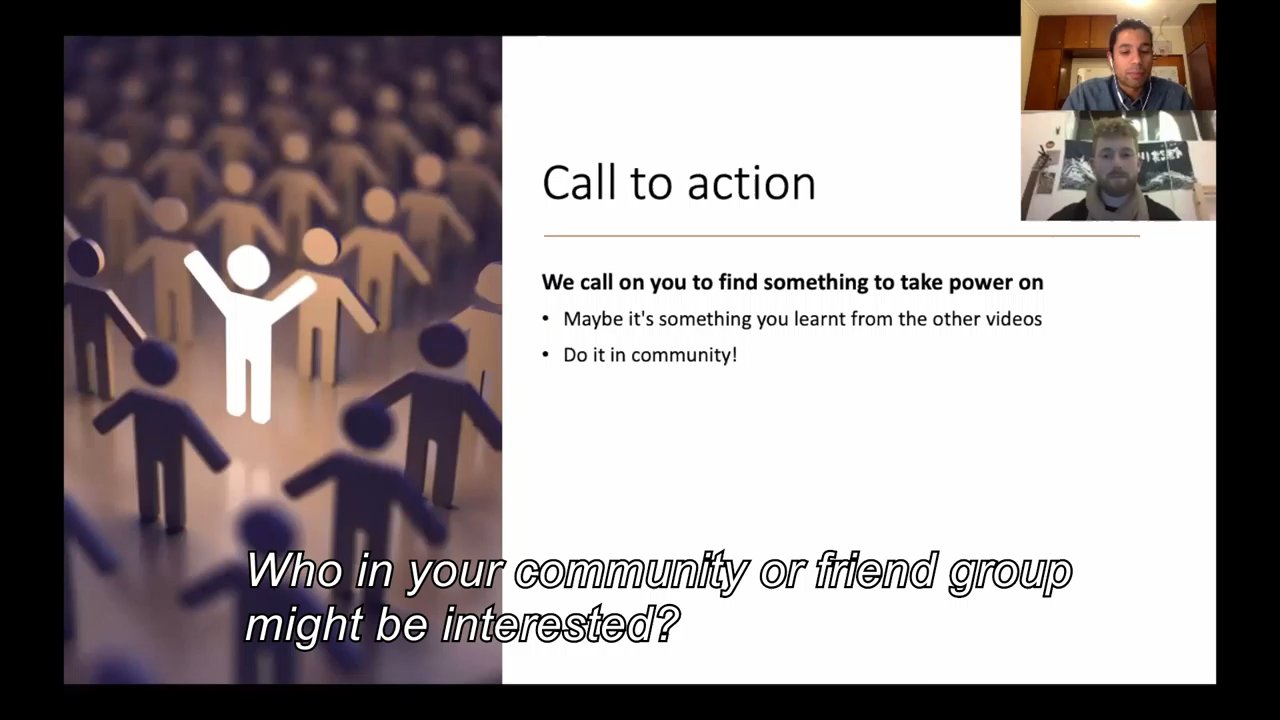 Call to action
We call on you to find something to take power on
• Maybe it's something you learnt from the other videos
• Do it in community!
Who in your community or friend group
might be interested?